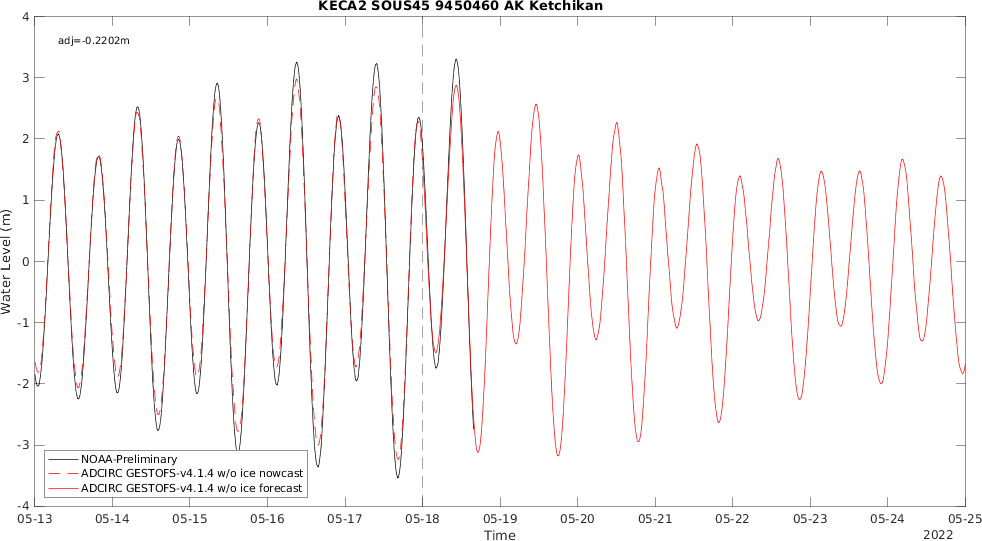 KECA2 SOUS45 9450460 AK Ketchikan
adj=-0.2202m
4
3
2
1
0
-1
-2
-3
-4
Water Level (m)
NOAA-Preliminary
ADCIRC GESTOFS-v4.1.4 w/o ice nowcast
ADCIRC GESTOFS-v4.1.4 w/o ice forecast
05-13 05-14 05-15 05-16 05-17 05-18 05-19 05-20 05-21 05-22 05-23 05-24 05-25
Time
2022